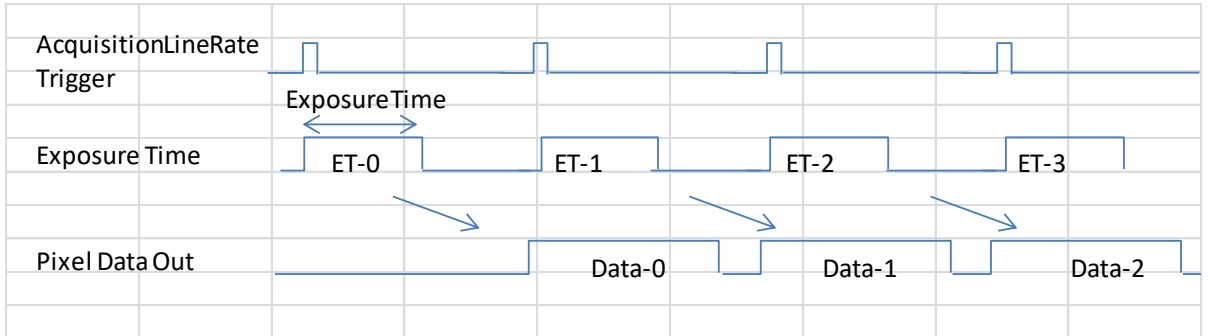 AcquisitionLineRate
Trigger
ExposureTime
Exposure Time
ET-0
ET-1
ET-2
ET-3
Pixel Data Out
Data-0
Data-1
Data-2